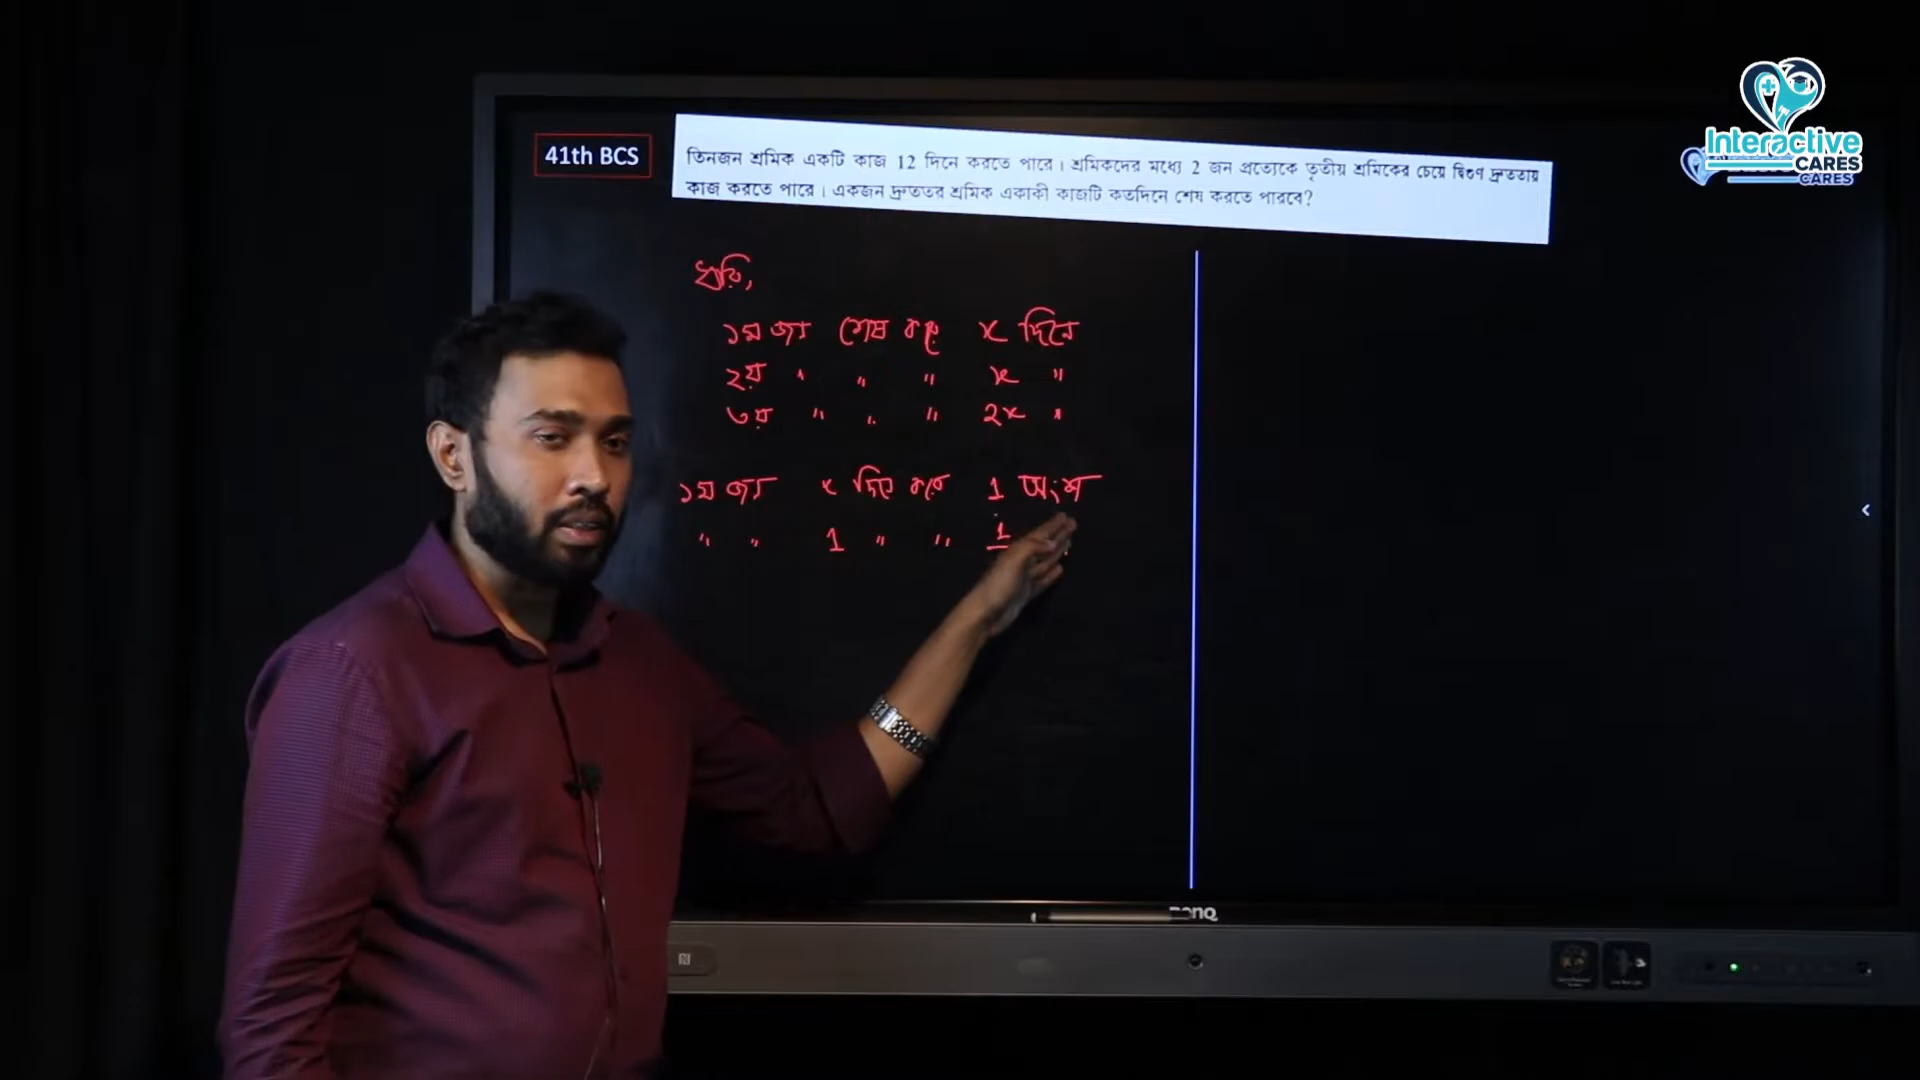 Interactive
CARES
CARES
41th BCS
তিনজন শ্রমিক একটি কাজ 12 দিনে করতে পারে। শ্রমিকদের মধ্যে 2 জন প্রত্যেকে তৃতীয় শ্রমিকের চেয়ে দ্বিগুণ দ্রুততায়
কাজ করতে পারে। একজন দ্রুততর শ্রমিক একাকী কাজটি কতদিনে শেষ করতে পারবে?
ধরি,
১ম জন শেষ করে x দিনে
২য় " " " x "
৩য় " " " 2x "
১ম জন x দিনে করে 1 অংশ
" " 1 " " 1
BenQ